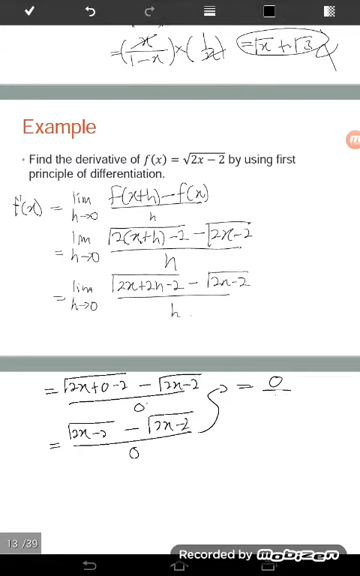 = (x/1-x) × (1/2x) = √x + √3
Example
• Find the derivative of f(x) = √2x − 2 by using first
principle of differentiation.
f'(x) = lim h→0 f(x+h) - f(x) / h
= lim h→0 √2(x+h)-2 - √2x-2 / h
= lim h→0 √2x+2h-2 - √2x-2 / h
= √2x+0-2 - √2x-2 / 0 = 0/
= √2x-2 - √2x-2 / 0
13 /39
Recorded by Mobizen